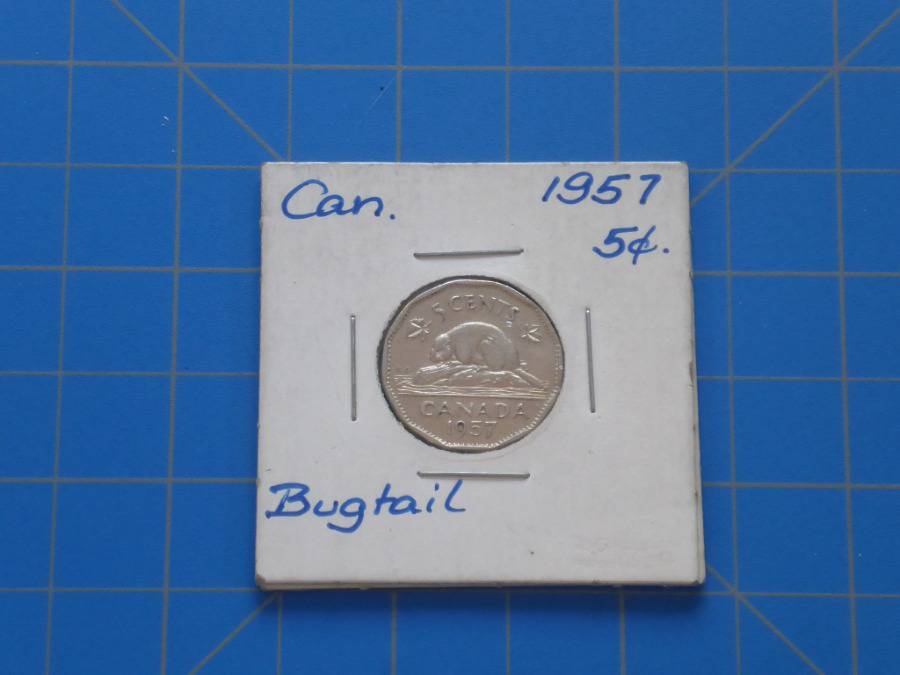 Can. 1957
5¢.
5 CENTS
CANADA
1957
Bugtail